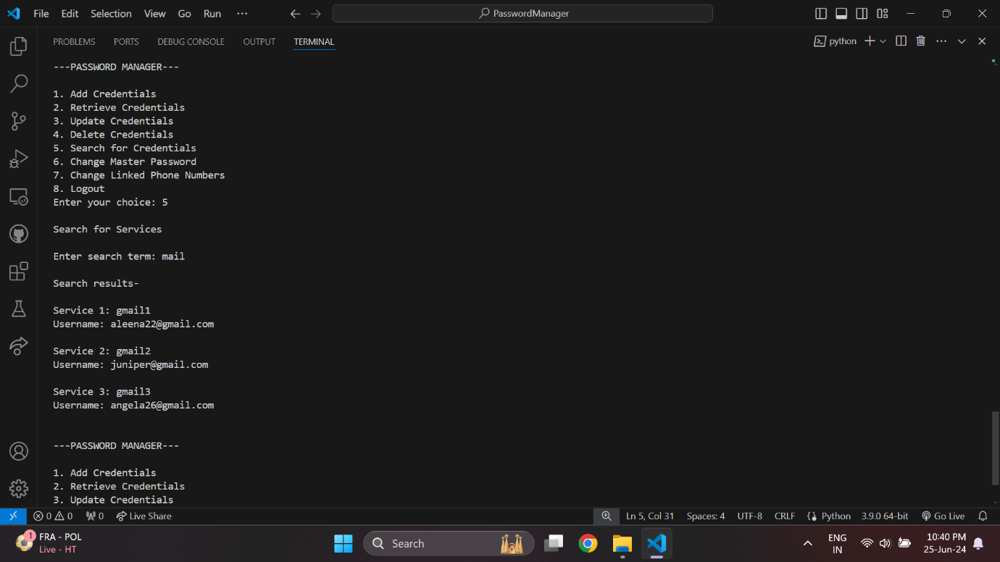 File Edit Selection View Go Run ···
PasswordManager
PROBLEMS PORTS DEBUG CONSOLE OUTPUT TERMINAL
python
---PASSWORD MANAGER---
1. Add Credentials
2. Retrieve Credentials
3. Update Credentials
4. Delete Credentials
5. Search for Credentials
6. Change Master Password
7. Change Linked Phone Numbers
8. Logout
Enter your choice: 5
Search for Services
Enter search term: mail
Search results-
Service 1: gmail1
Username: aleena22@gmail.com
Service 2: gmail2
Username: juniper@gmail.com
Service 3: gmail3
Username: angela26@gmail.com
---PASSWORD MANAGER---
1. Add Credentials
2. Retrieve Credentials
3. Update Credentials
0 0 0 Live Share Ln 5, Col 31 Spaces: 4 UTF-8 CRLF Python 3.9.0 64-bit Go Live
1
FRA - POL
Live - HT
Search
ENG
IN
10:40 PM
25-Jun-24